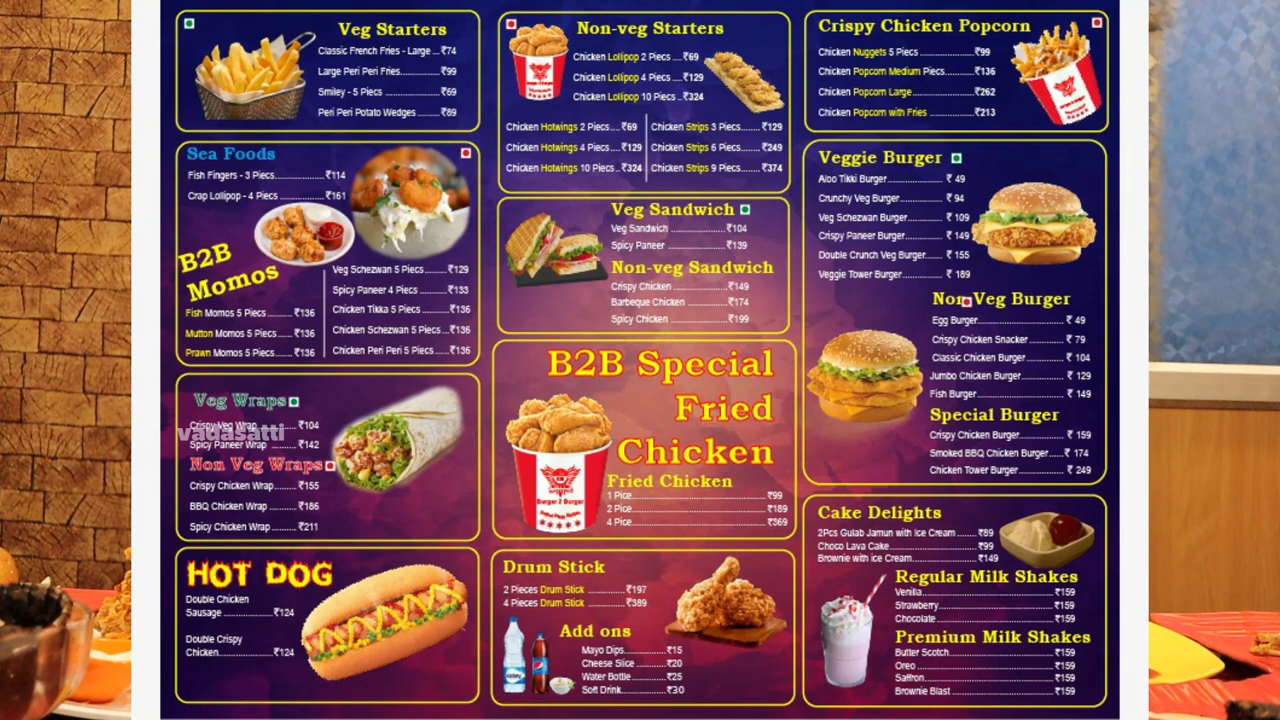 Veg Starters
Classic French Fries - Large ... ₹74
Large Peri Peri Fries............... ₹99
Smiley - 5 Pieces .................... ₹69
Peri Peri Potato Wedges ........ ₹89
Sea Foods
Fish Fingers - 3 Piecs.................... ₹114
Crap Lollipop - 4 Piecs ................. ₹161
B2B
Momos
Fish Momos 5 Pieces ........ ₹136
Mutton Momos 5 Pieces...... ₹136
Prawn Momos 5 Pieces...... ₹136
Veg Schezwan 5 Piecs........ ₹129
Spicy Paneer 4 Piecs ......... ₹133
Chicken Tikka 5 Piecs ........ ₹136
Chicken Schezwan 5 Piecs ... ₹136
Chicken Peri Peri 5 Piecs...... ₹136
Veg Wraps
Crispy Veg Wrap .............. ₹104
vadasatti
Spicy Paneer Wrap ......... ₹142
Non Veg Wraps
Crispy Chicken Wrap........ ₹155
BBQ Chicken Wrap ......... ₹186
Spicy Chicken Wrap ........ ₹211
HOT DOG
Double Chicken
Sausage .................. ₹124
Double Crispy
Chicken................... ₹124
Non-veg Starters
Chicken Lollipop 2 Piecs .... ₹69
Chicken Lollipop 4 Piecs .... ₹129
Chicken Lollipop 10 Piecs .. ₹324
Chicken Hotwings 2 Piecs.... ₹69
Chicken Hotwings 4 Piecs ... ₹129
Chicken Hotwings 10 Piecs.. ₹324
Chicken Strips 3 Piecs....... ₹129
Chicken Strips 6 Piecs....... ₹249
Chicken Strips 9 Piecs....... ₹374
Veg Sandwich
Veg Sandwich .................. ₹104
Spicy Paneer ................... ₹139
Non-veg Sandwich
Crispy Chicken ................. ₹149
Barbeque Chicken ............ ₹174
Spicy Chicken .................. ₹199
B2B Special
Fried
Chicken
Burger 2 Burger
Fried Chicken
1 Pice.................................... ₹99
2 Pice.................................... ₹189
4 Pice.................................... ₹369
Drum Stick
2 Pieces Drum Stick ............. ₹197
4 Pieces Drum Stick ............. ₹389
Add ons
Mayo Dips............... ₹15
Cheese Slice ........... ₹20
Water Bottle............ ₹25
Soft Drink................ ₹30
Crispy Chicken Popcorn
Chicken Nuggets 5 Piecs ................. ₹99
Chicken Popcorn Medium Piecs......... ₹136
Chicken Popcorn Large .................... ₹262
Chicken Popcorn with Fries .............. ₹213
Veggie Burger
Aloo Tikki Burger.................. ₹ 49
Crunchy Veg Burger.............. ₹ 94
Veg Schezwan Burger........... ₹ 109
Crispy Paneer Burger............ ₹ 149
Double Crunch Veg Burger...... ₹ 155
Veggie Tower Burger............. ₹ 189
Non Veg Burger
Egg Burger............................ ₹ 49
Crispy Chicken Snacker ........... ₹ 79
Classic Chicken Burger............. ₹ 104
Jumbo Chicken Burger.............. ₹ 129
Fish Burger............................ ₹ 149
Special Burger
Crispy Chicken Burger.............. ₹ 159
Smoked BBQ Chicken Burger..... ₹ 174
Chicken Tower Burger............... ₹ 249
Cake Delights
2Pcs Gulab Jamun with Ice Cream ....... ₹89
Choco Lava Cake............................ ₹99
Brownie with ice Cream..................... ₹149
Regular Milk Shakes
Venilla............................................ ₹159
Strawberry...................................... ₹159
Chocolate ....................................... ₹159
Premium Milk Shakes
Butter Scotch................................... ₹159
Oreo .............................................. ₹159
Saffron............................................ ₹159
Brownie Blast .................................. ₹159